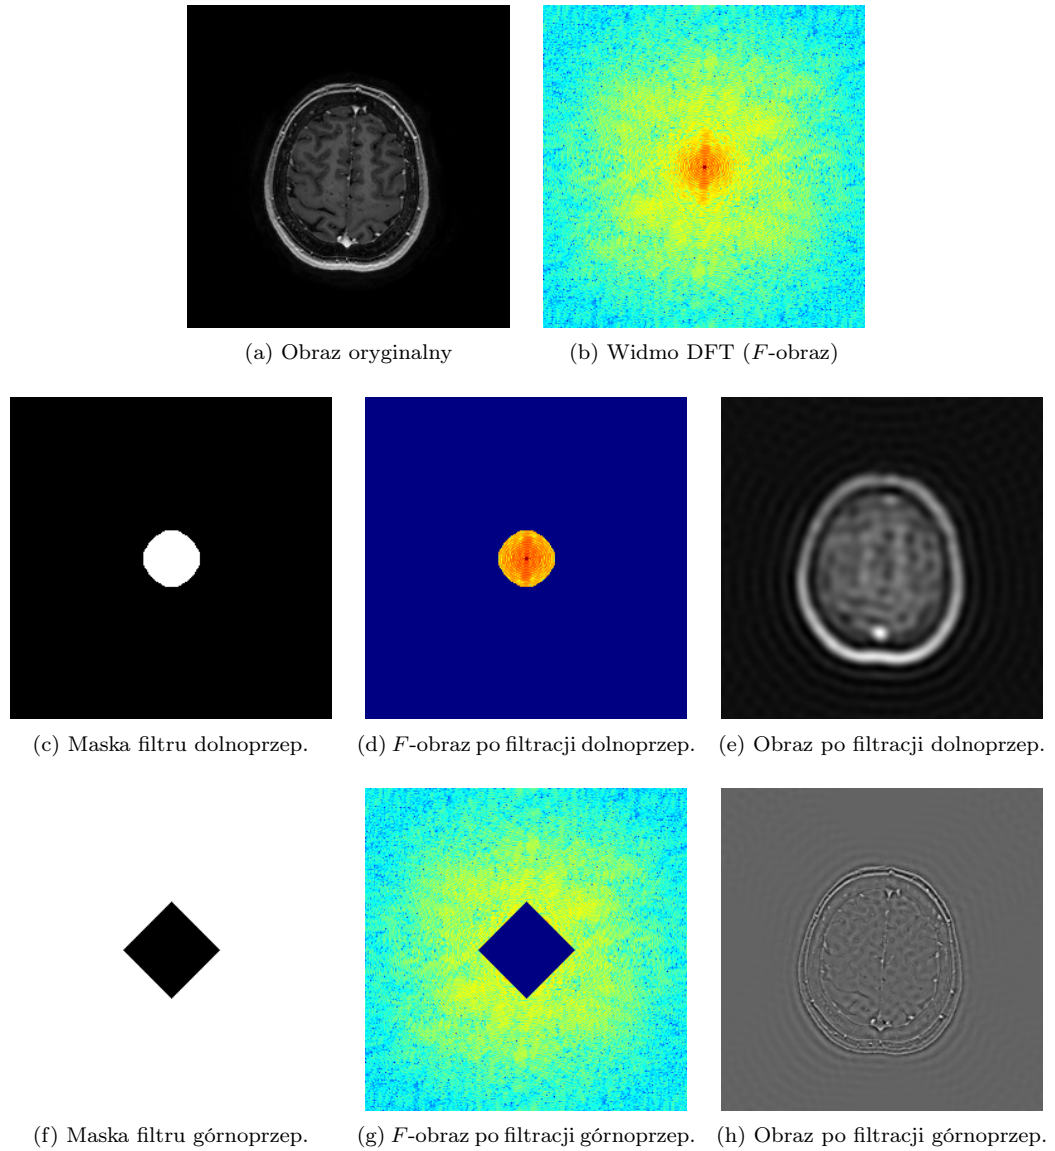 (a) Obraz oryginalny
(b) Widmo DFT (F-obraz)
(c) Maska filtru dolnoprzep.
(d) F-obraz po filtracji dolnoprzep.
(e) Obraz po filtracji dolnoprzep.
(f) Maska filtru górnoprzep.
(g) F-obraz po filtracji górnoprzep.
(h) Obraz po filtracji górnoprzep.